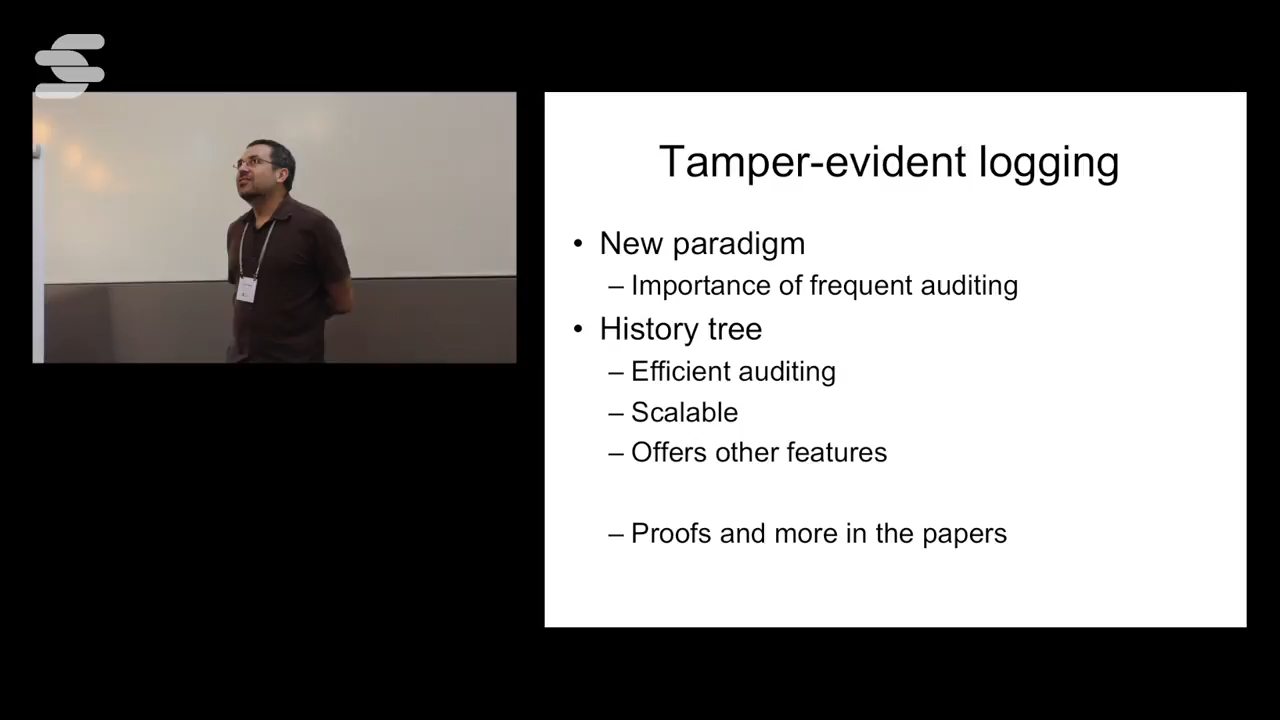 Tamper-evident logging
• New paradigm
– Importance of frequent auditing
• History tree
– Efficient auditing
– Scalable
– Offers other features
– Proofs and more in the papers